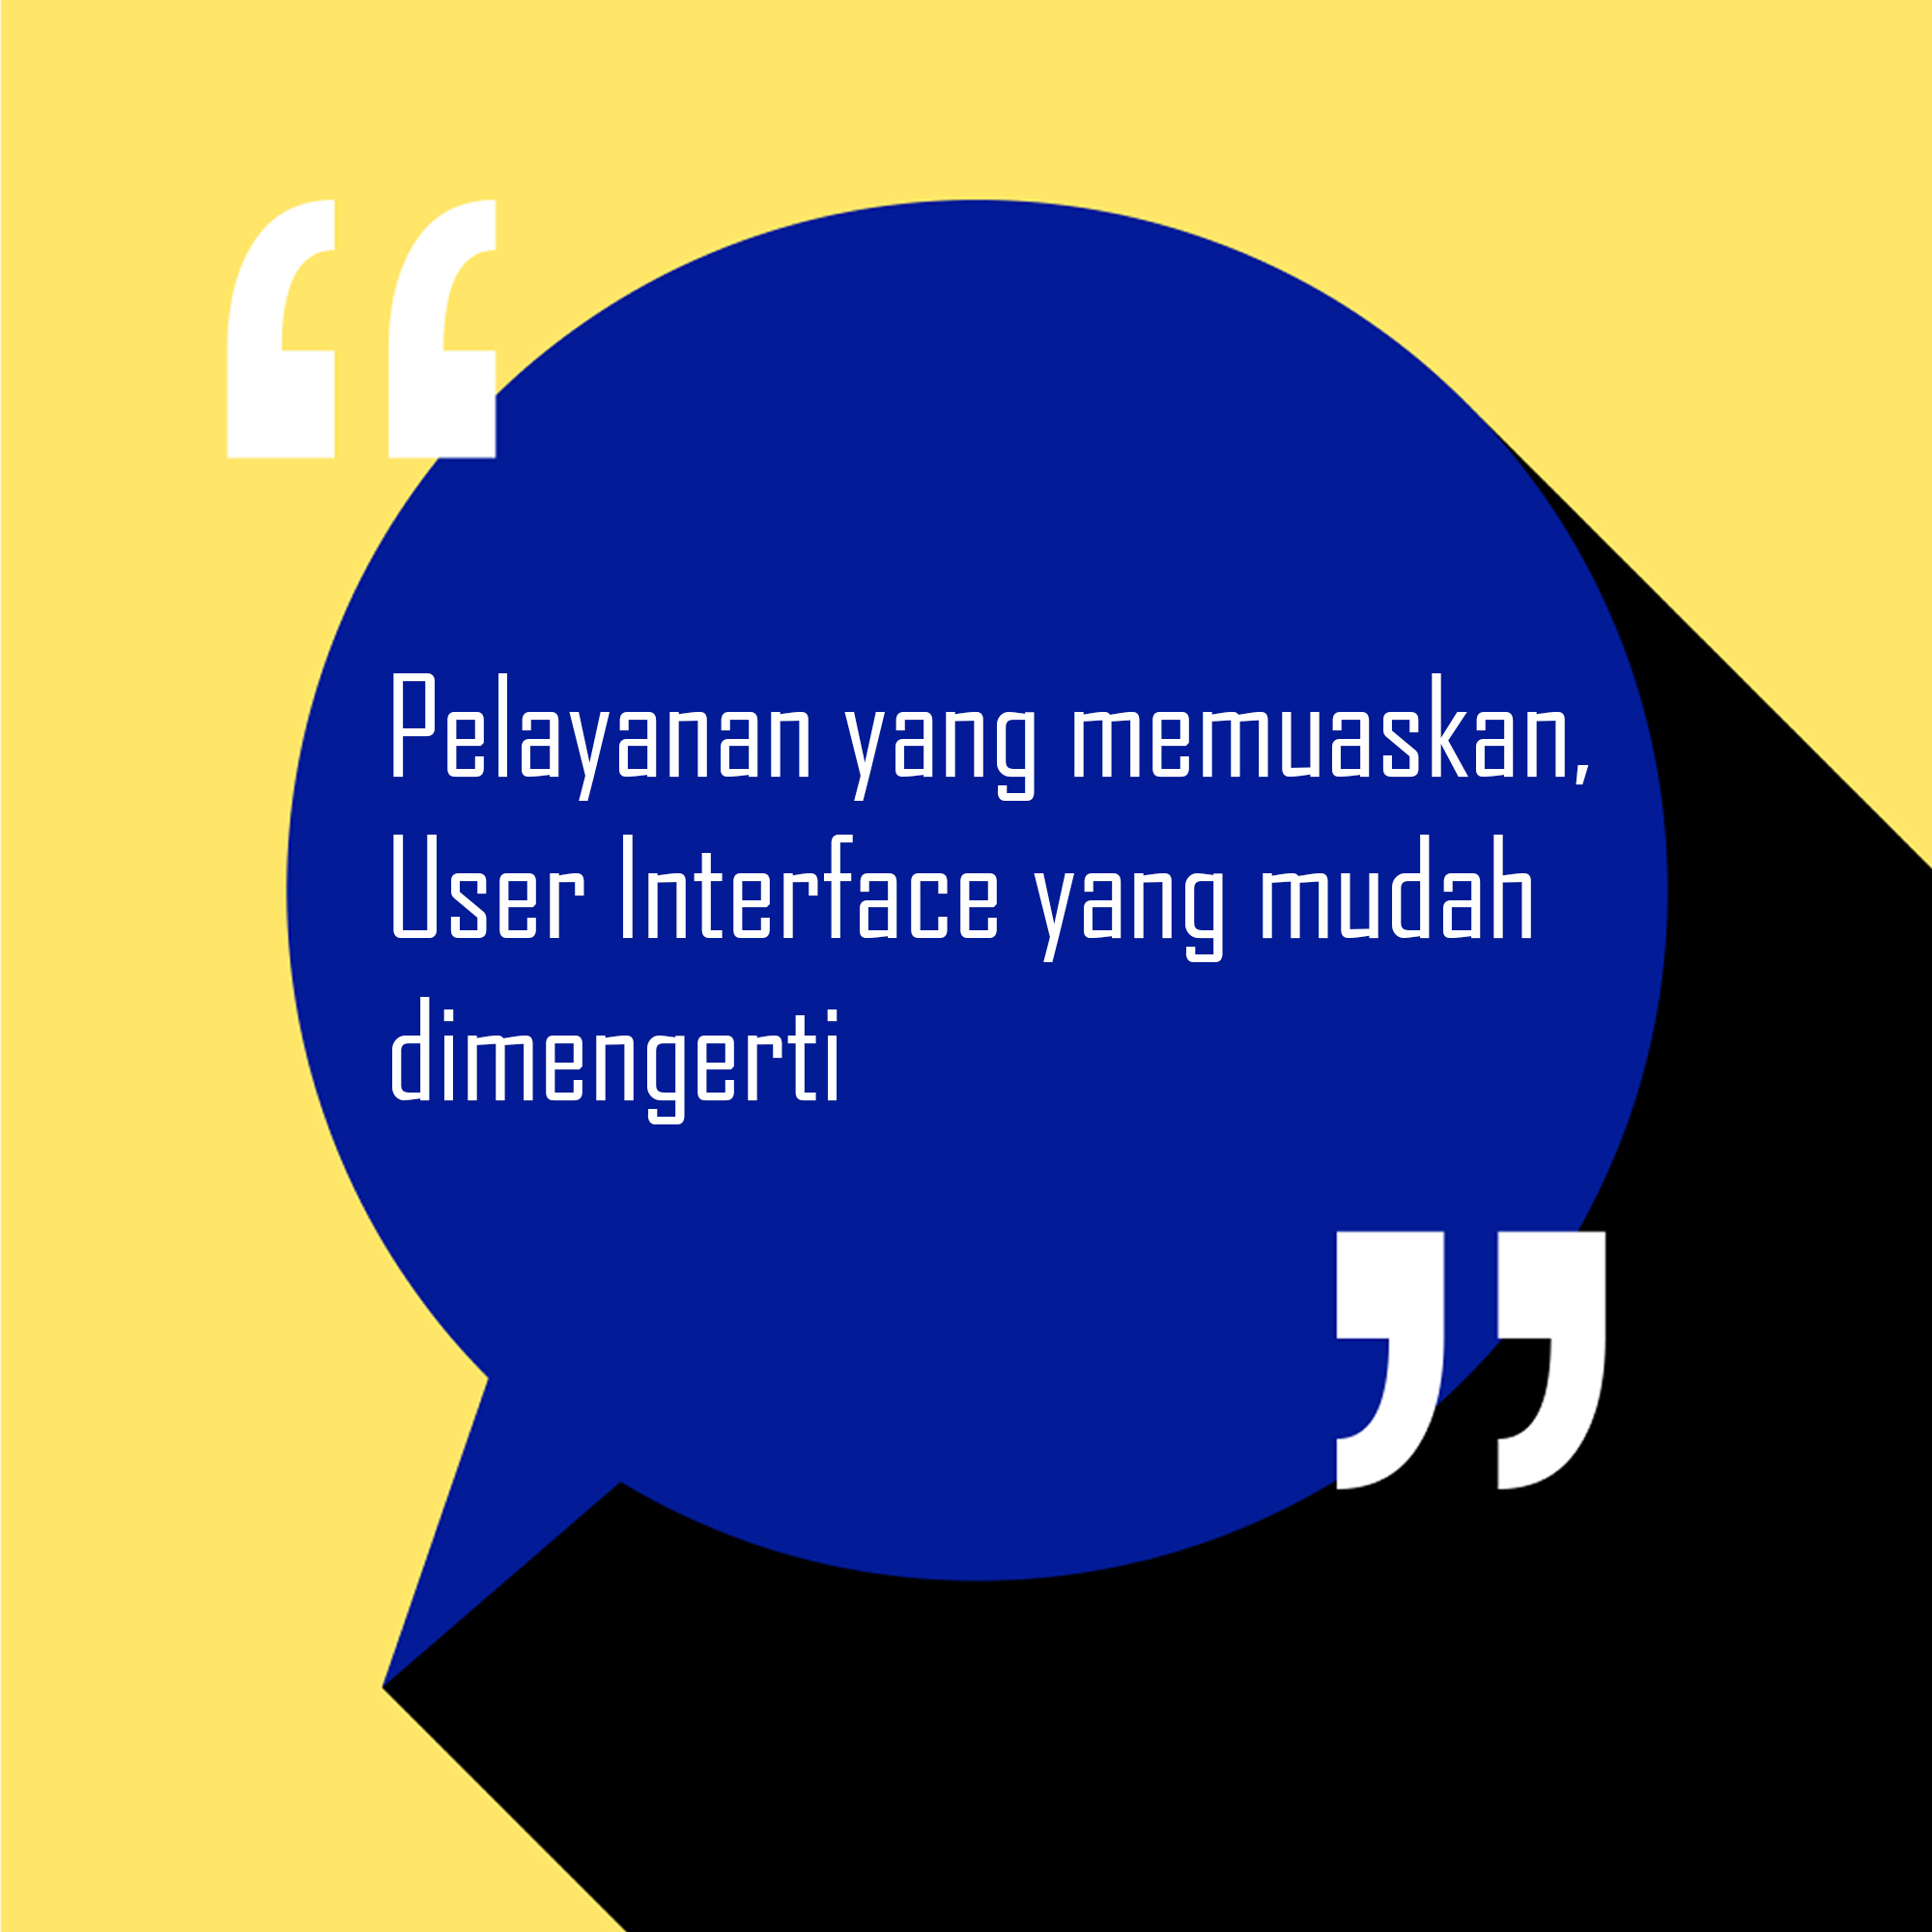 “
Pelayanan yang memuaskan,
User Interface yang mudah
dimengerti
”